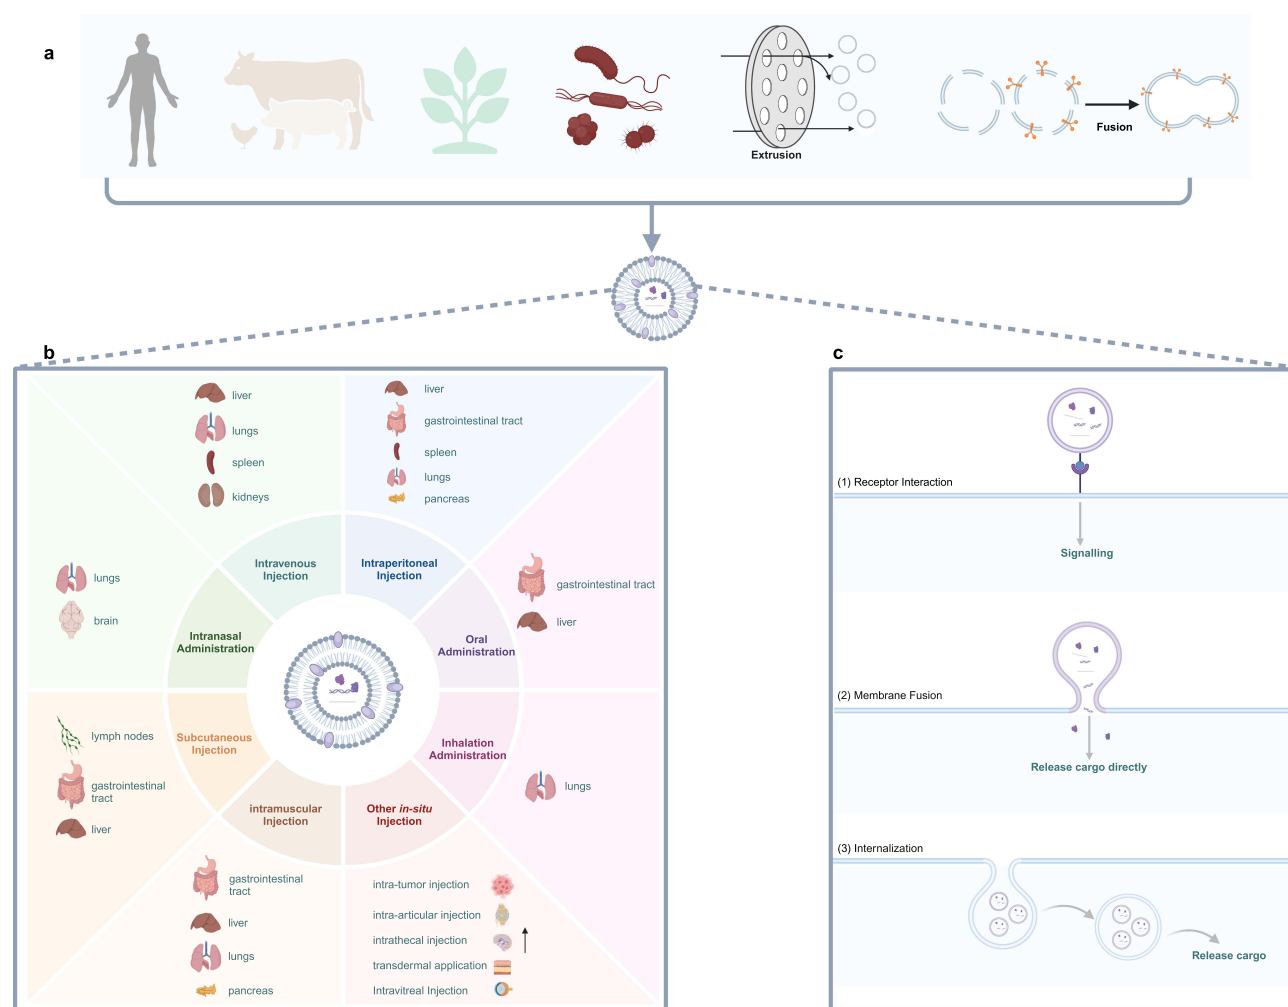 a
Extrusion
Fusion
b
liver
lungs
spleen
kidneys
liver
gastrointestinal tract
spleen
lungs
pancreas
lungs
brain
gastrointestinal tract
liver
Intravenous
Injection
Intraperitoneal
Injection
Intranasal
Administration
Oral
Administration
Subcutaneous
Injection
Inhalation
Administration
intramuscular
Injection
Other in-situ
Injection
lymph nodes
gastrointestinal
tract
liver
lungs
gastrointestinal
tract
liver
lungs
pancreas
intra-tumor injection
intra-articular injection
intrathecal injection
transdermal application
Intravitreal Injection
c
(1) Receptor Interaction
Signalling
(2) Membrane Fusion
Release cargo directly
(3) Internalization
Release cargo